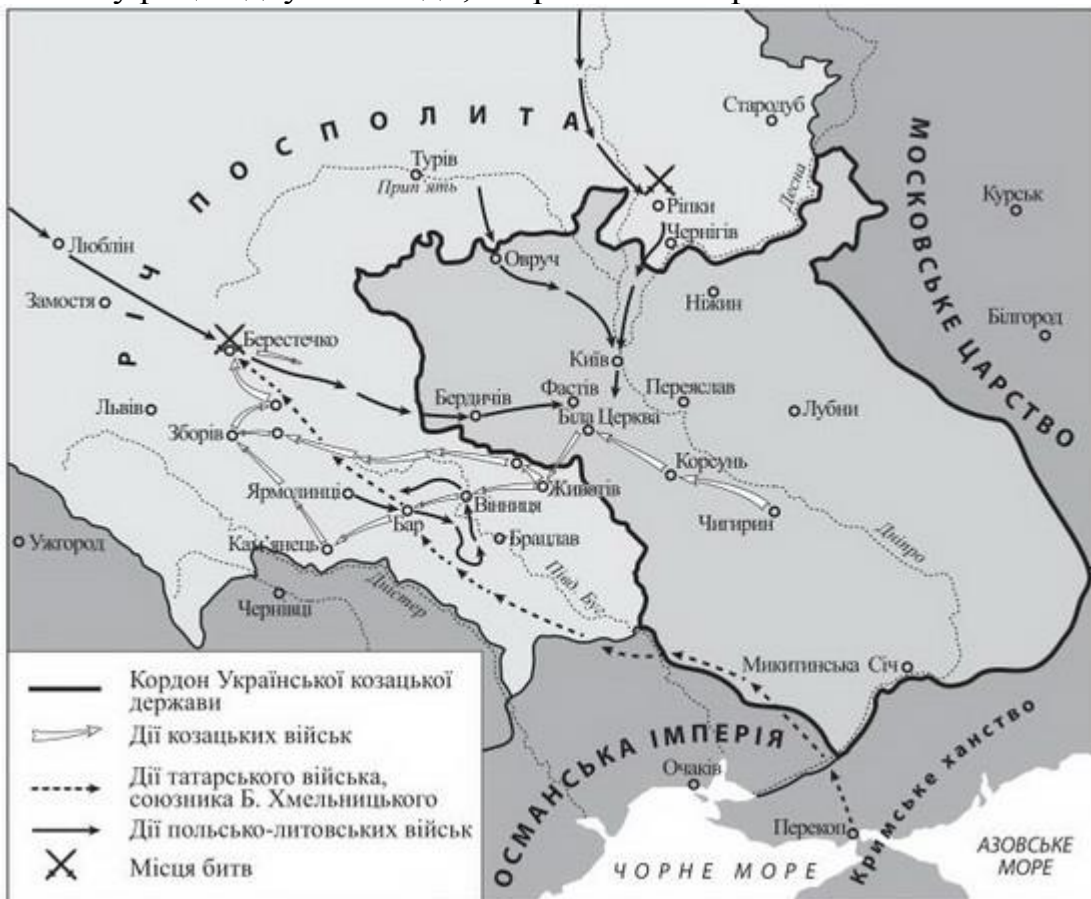 Стародуб
РІЧ ПОСПОЛИТА
Турів
Прип'ять
Десна
МОСКОВСЬКЕ ЦАРСТВО
Курськ
Ріпки
Чернігів
Люблін
Овруч
Ніжин
Замостя
Білгород
Берестечко
Київ
Фастів
Переяслав
Бердичів
Львів
Біла Церква
Лубни
Зборів
Корсунь
Ярмолинці
Животів
Вінниця
Бар
Чигирин
Ужгород
Кам'янець
Брацлав
Дніпро
Півд. Буг
Чернівці
Дністер
Микитинська Січ
Кордон Української козацької
держави
Дії козацьких військ
Дії татарського війська,
союзника Б. Хмельницького
Дії польсько-литовських військ
Місця битв
ОСМАНСЬКА ІМПЕРІЯ
Очаків
Кримське ханство
Перекоп
ЧОРНЕ МОРЕ
АЗОВСЬКЕ
МОРЕ